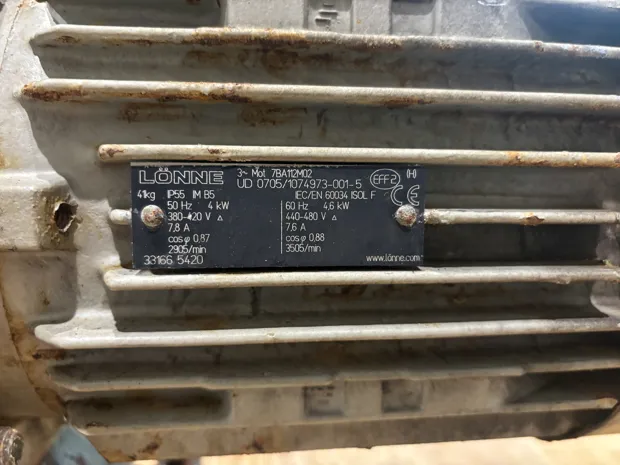 LÖNNE 3~ Mot. 7BA112M02 EFF2 (H)
UD 0705/1074973-001-5
41kg IP55 IM B5 IEC/EN 60034 ISOL F CE
50 Hz 4 kW 60 Hz 4,6 kW
380-420 V △ 440-480 V △
7,8 A 7,6 A
cosφ 0,87 cosφ 0,88
2905/min 3505/min
33166 5420 www.lönne.com